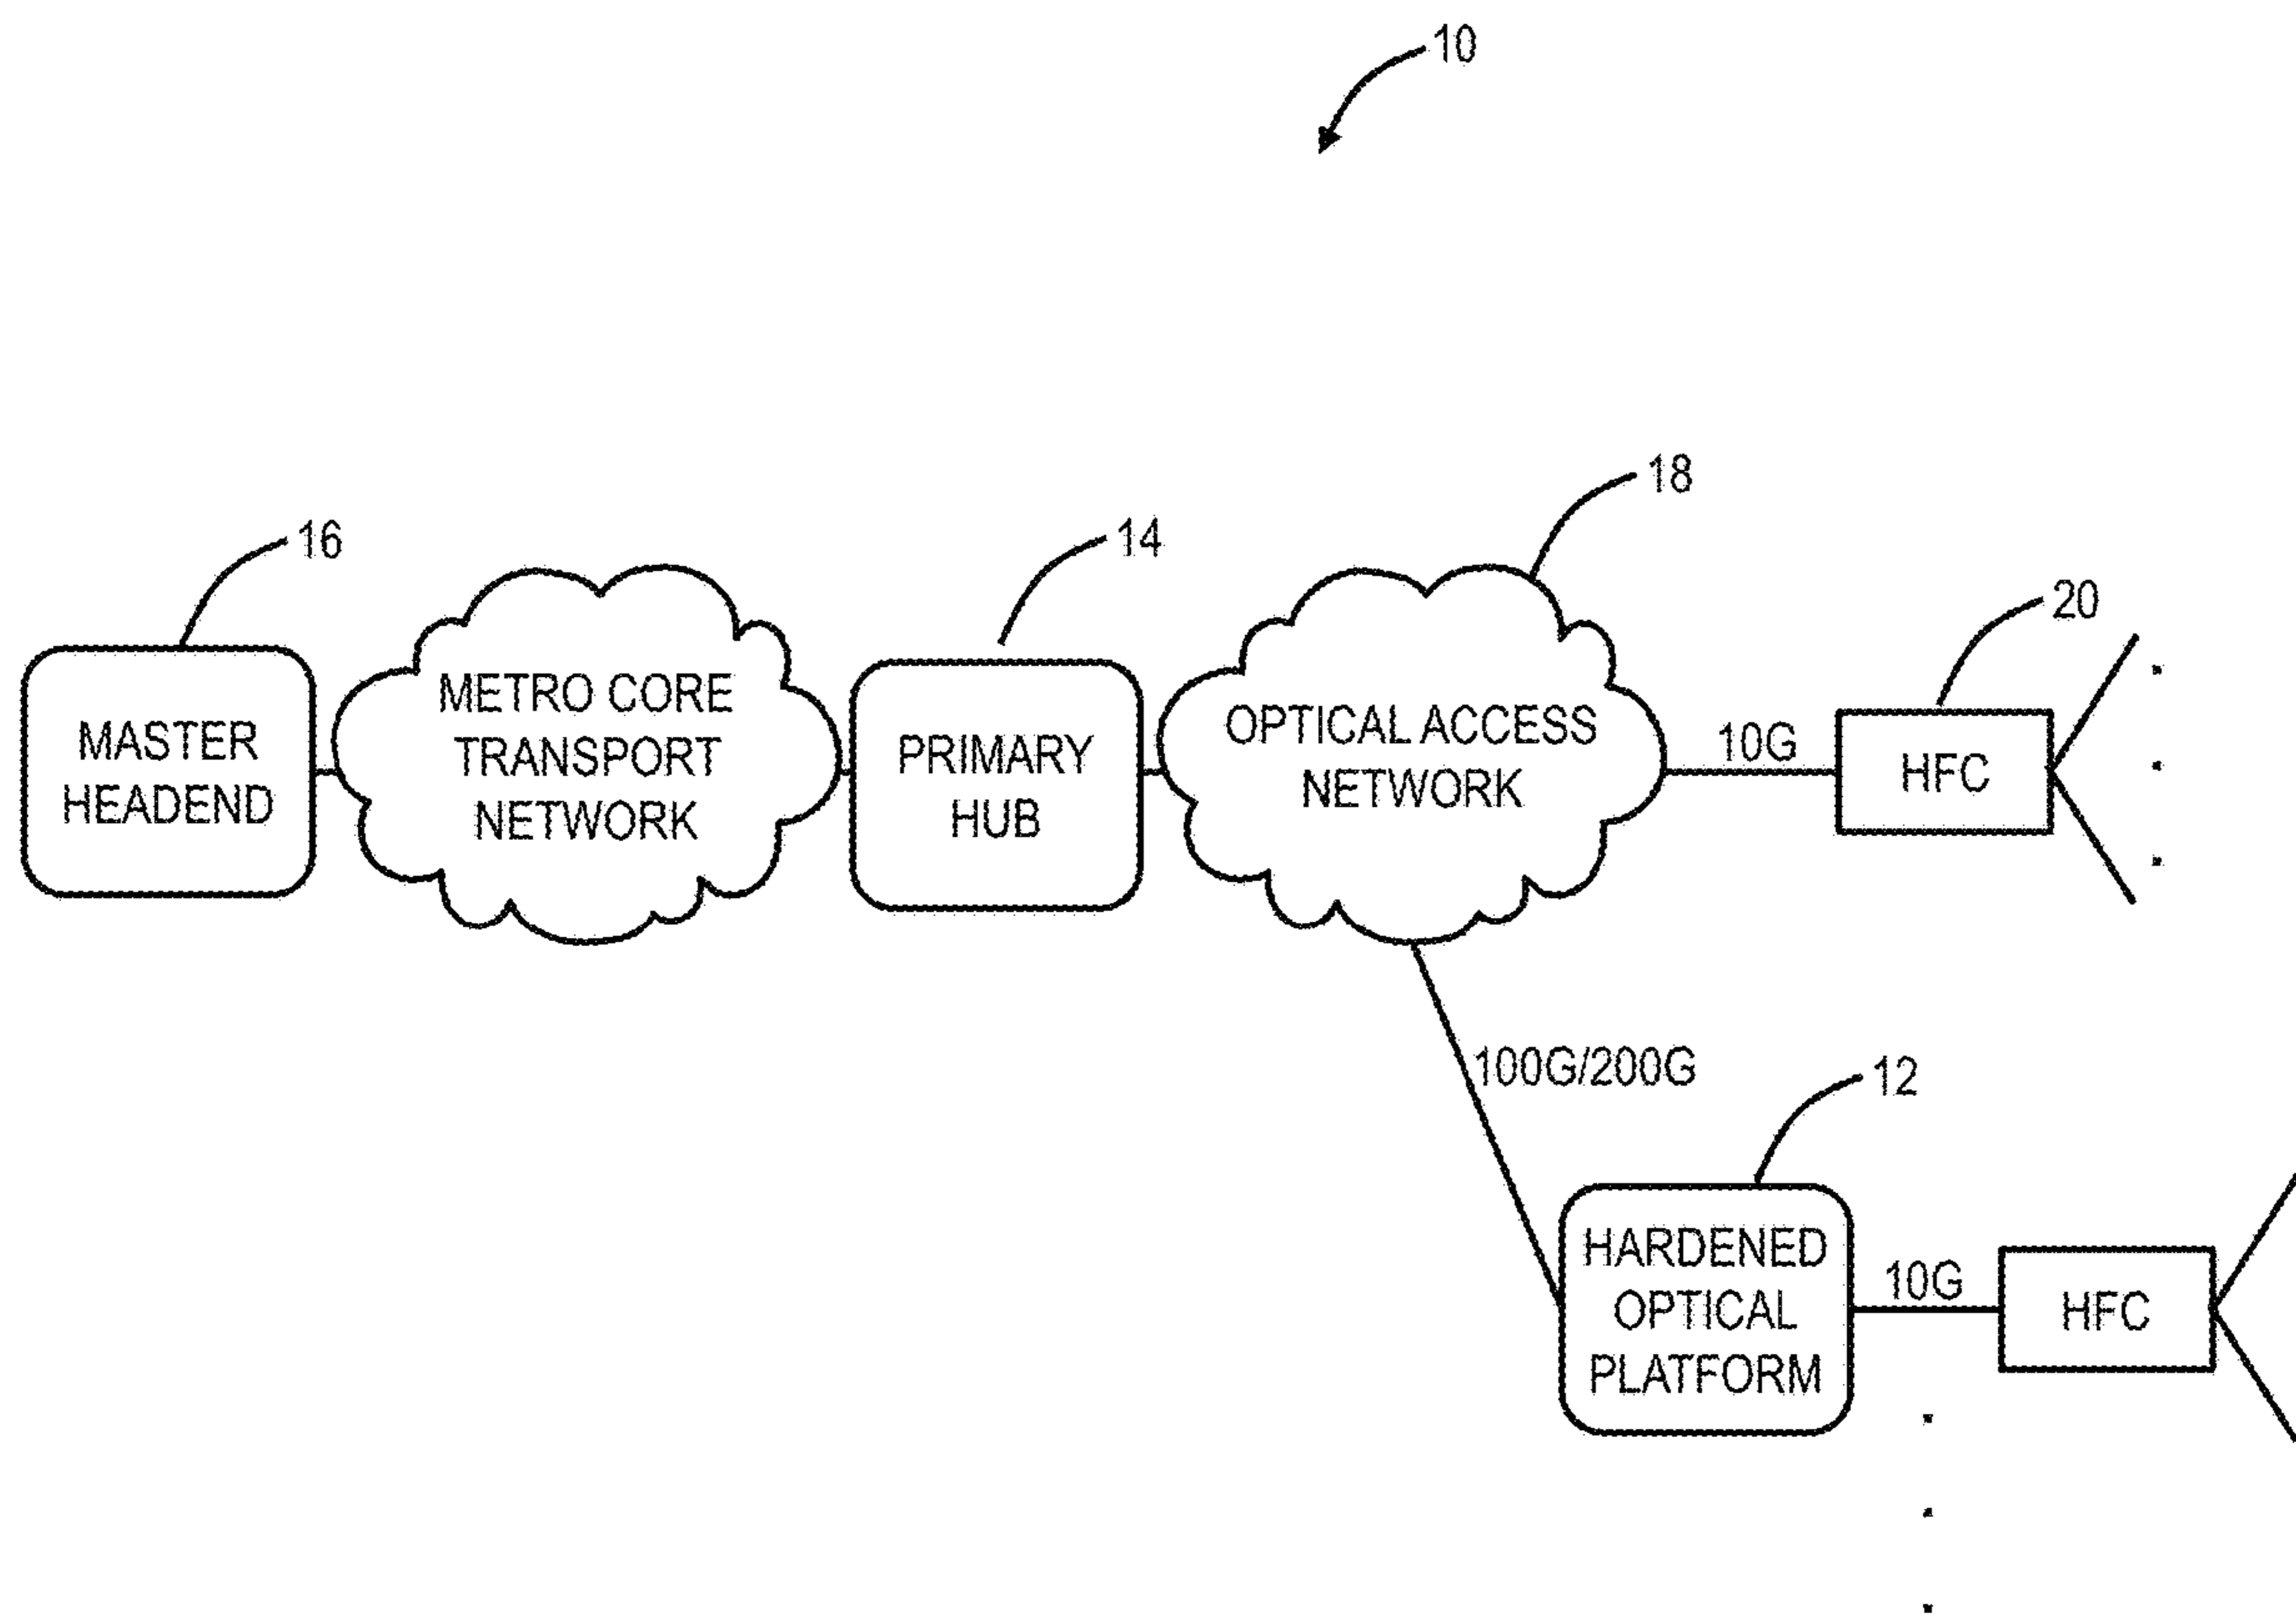 10
18
16
14
20
METRO CORE
TRANSPORT
NETWORK
MASTER
HEADEND
PRIMARY
HUB
OPTICAL ACCESS
NETWORK
10G
HFC
100G/200G
12
HARDENED
OPTICAL
PLATFORM
10G
HFC